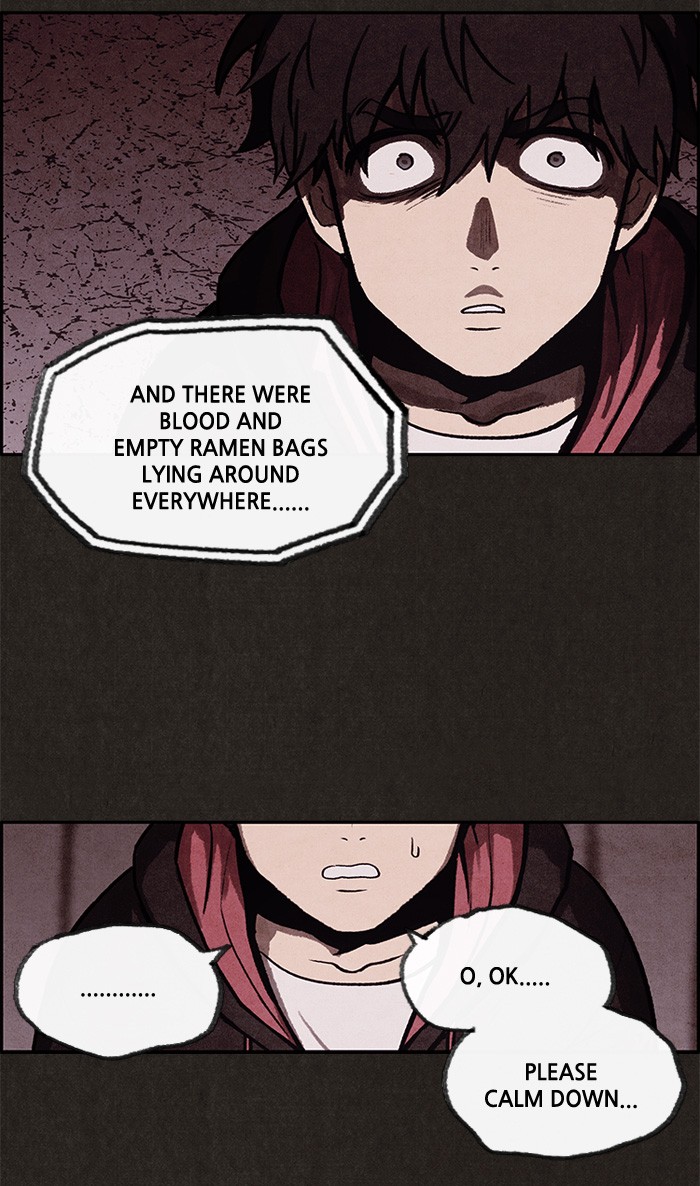 AND THERE WERE
BLOOD AND
EMPTY RAMEN BAGS
LYING AROUND
EVERYWHERE......
............
O, OK.....
PLEASE
CALM DOWN...